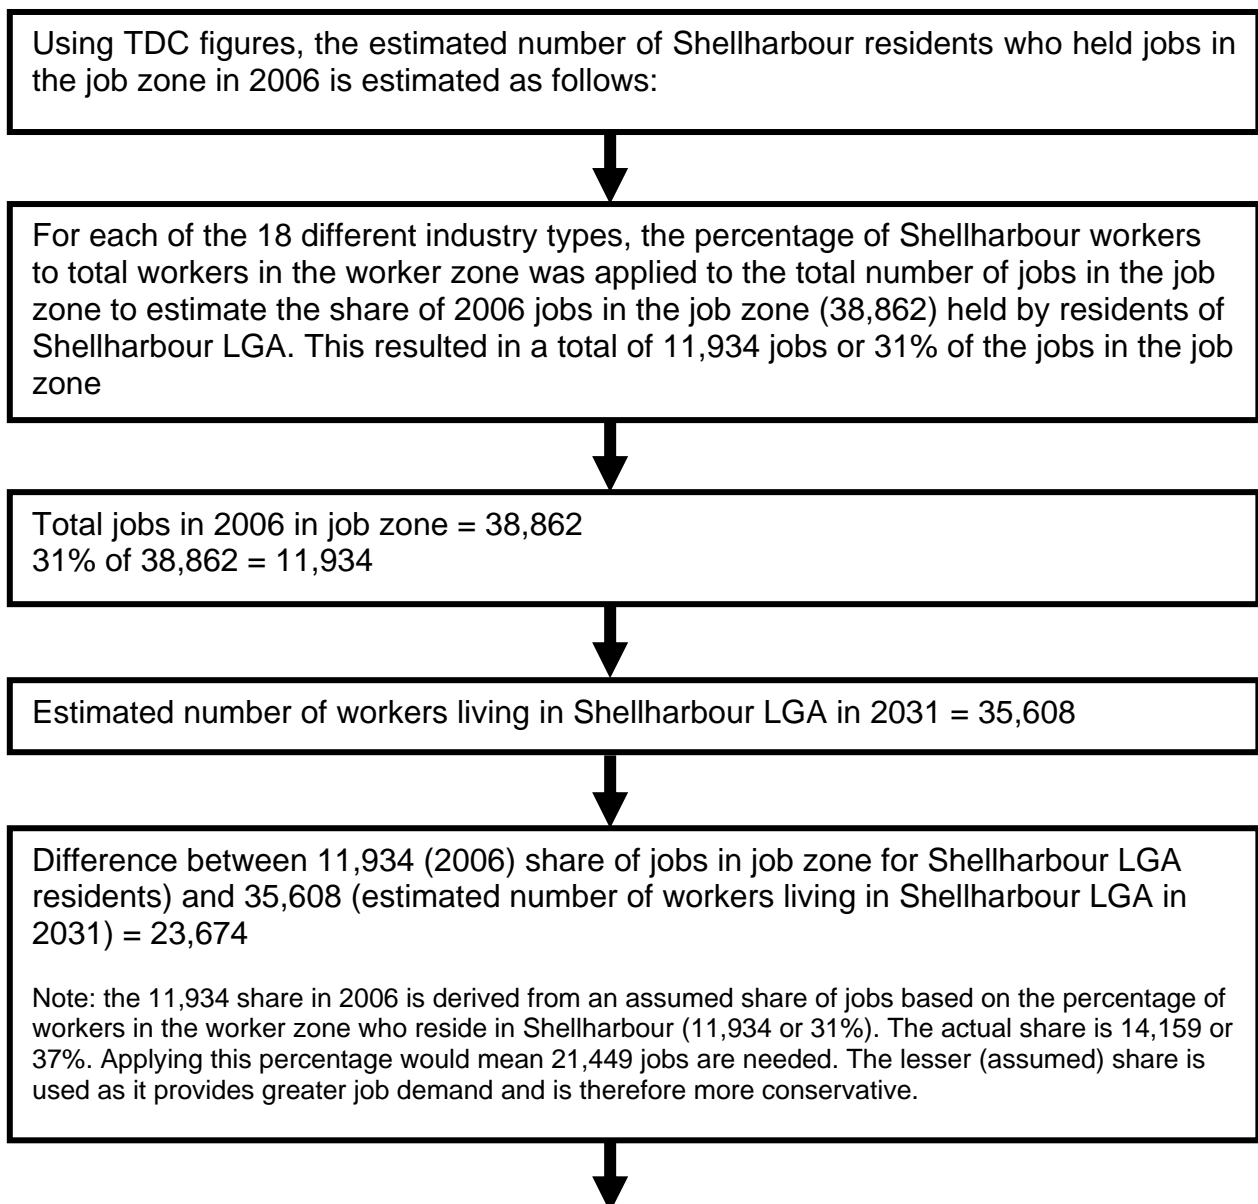 Using TDC figures, the estimated number of Shellharbour residents who held jobs in
the job zone in 2006 is estimated as follows:
For each of the 18 different industry types, the percentage of Shellharbour workers
to total workers in the worker zone was applied to the total number of jobs in the job
zone to estimate the share of 2006 jobs in the job zone (38,862) held by residents of
Shellharbour LGA. This resulted in a total of 11,934 jobs or 31% of the jobs in the job
zone
Total jobs in 2006 in job zone = 38,862
31% of 38,862 = 11,934
Estimated number of workers living in Shellharbour LGA in 2031 = 35,608
Difference between 11,934 (2006) share of jobs in job zone for Shellharbour LGA
residents) and 35,608 (estimated number of workers living in Shellharbour LGA in
2031) = 23,674
Note: the 11,934 share in 2006 is derived from an assumed share of jobs based on the percentage of
workers in the worker zone who reside in Shellharbour (11,934 or 31%). The actual share is 14,159 or
37%. Applying this percentage would mean 21,449 jobs are needed. The lesser (assumed) share is
used as it provides greater job demand and is therefore more conservative.